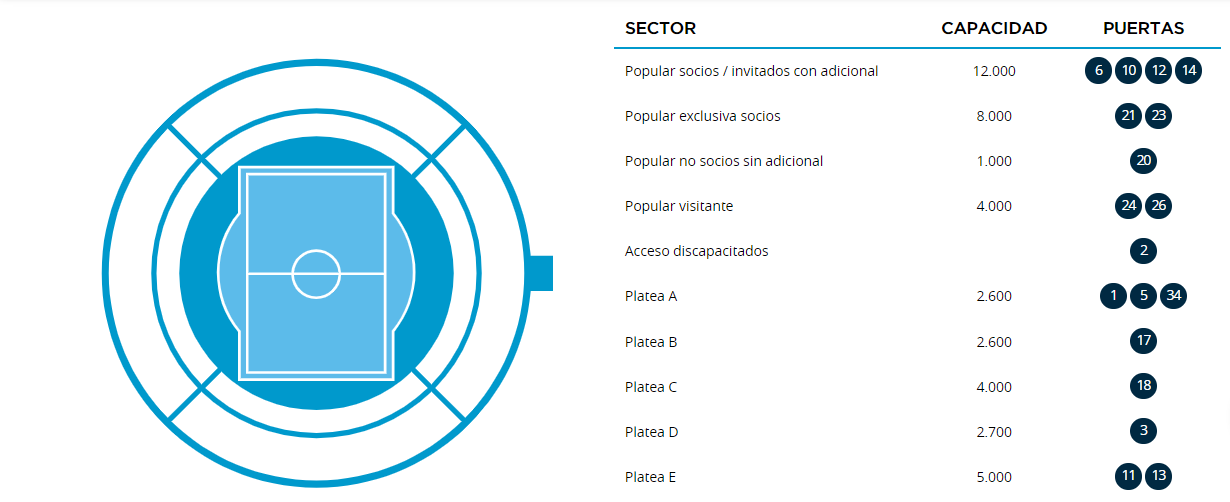 SECTOR CAPACIDAD PUERTAS
Popular socios / invitados con adicional 12.000 6 10 12 14
Popular exclusiva socios 8.000 21 23
Popular no socios sin adicional 1.000 20
Popular visitante 4.000 24 26
Acceso discapacitados 2
Platea A 2.600 1 5 34
Platea B 2.600 17
Platea C 4.000 18
Platea D 2.700 3
Platea E 5.000 11 13